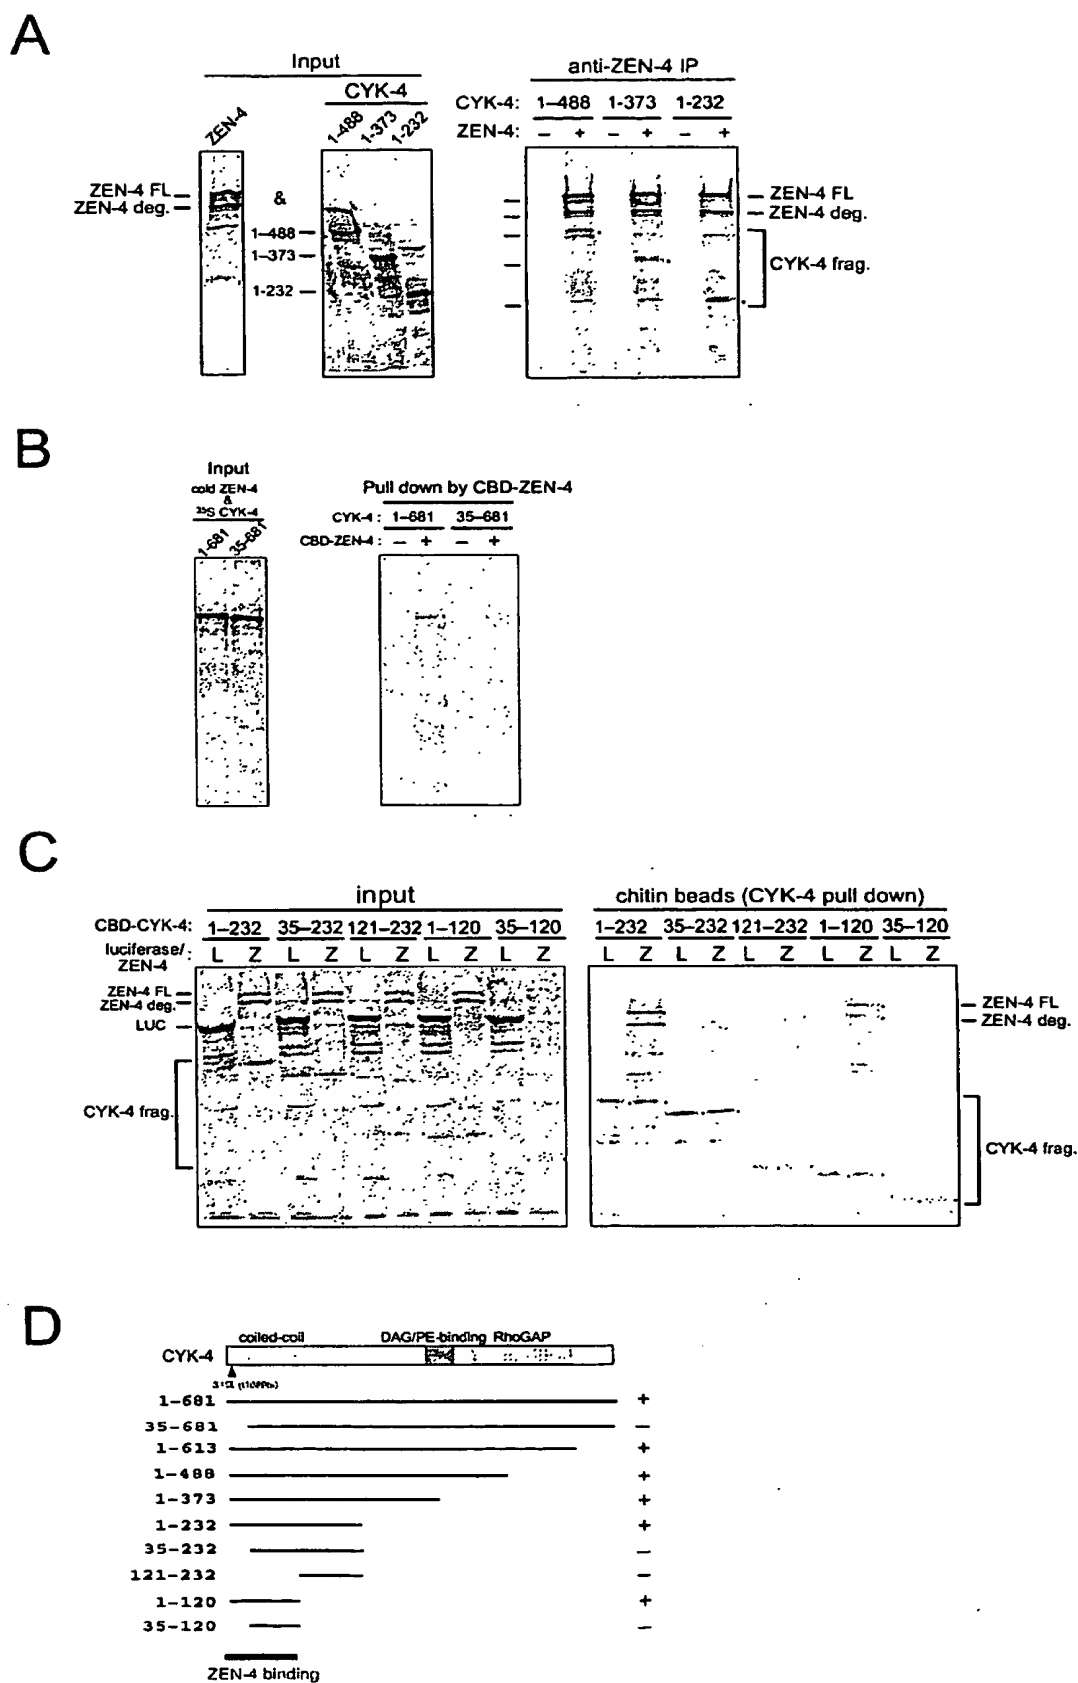 A
Input
anti-ZEN-4 IP
CYK-4
CYK-4: 1–488 1-373 1-232
ZEN-4 1-488 1-373 1-232
ZEN-4: – + – + – +
ZEN-4 FL
ZEN-4 deg.
&
1–488
1–373
1-232
ZEN-4 FL
ZEN-4 deg.
CYK-4 frag.
B
Input
cold ZEN-4
&
35S CYK-4
1-681 35-681
Pull down by CBD-ZEN-4
CYK-4: 1–681 35–681
CBD-ZEN-4: – + – +
C
input
chitin beads (CYK-4 pull down)
CBD-CYK-4: 1–232 35–232 121–232 1–120 35–120
1–232 35–232 121–232 1–120 35–120
luciferase/
ZEN-4 : L Z L Z L Z L Z L Z
L Z L Z L Z L Z L Z
ZEN-4 FL
ZEN-4 deg.
LUC
CYK-4 frag.
ZEN-4 FL
ZEN-4 deg.
CYK-4 frag.
D
coiled-coil DAG/PE-binding RhoGAP
CYK-4
1-681 +
35-681 –
1-613 +
1-488 +
1-373 +
1-232 +
35-232 –
121-232 –
1-120 +
35-120 –
ZEN-4 binding